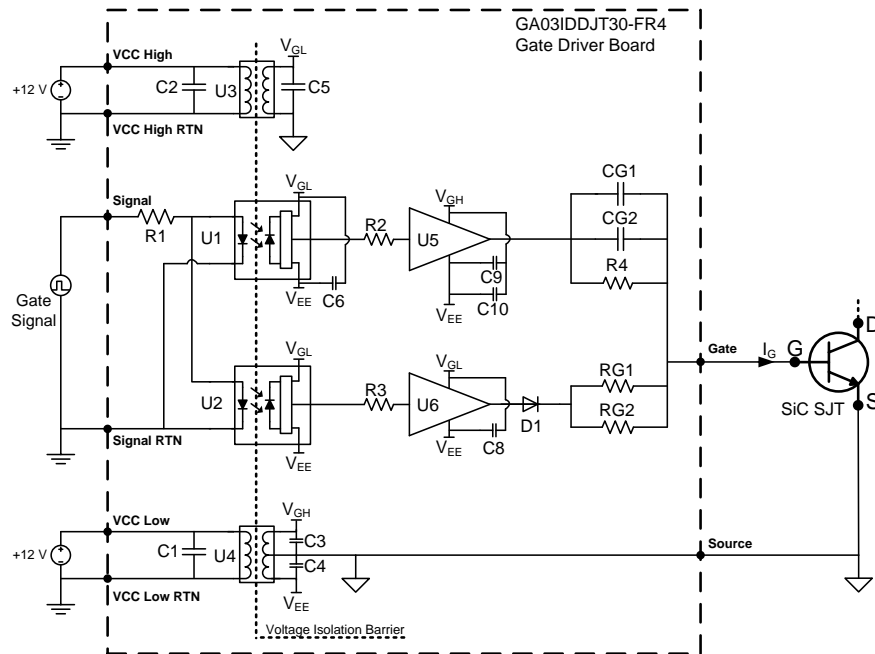 GA03IDDJT30-FR4
Gate Driver Board
VCC High
VGL
+12 V
C2
U3
C5
VCC High RTN
Signal
R1
U1
VGL
VEE
C6
R2
VGH
U5
C9
C10
VEE
CG1
CG2
R4
Gate
Signal
Gate
IG
G
D
S
SiC SJT
U2
VGL
VEE
R3
VGL
U6
VEE
C8
D1
RG1
RG2
Signal RTN
VCC Low
VGH
+12 V
C1
U4
C3
C4
VCC Low RTN
VEE
Source
Voltage Isolation Barrier